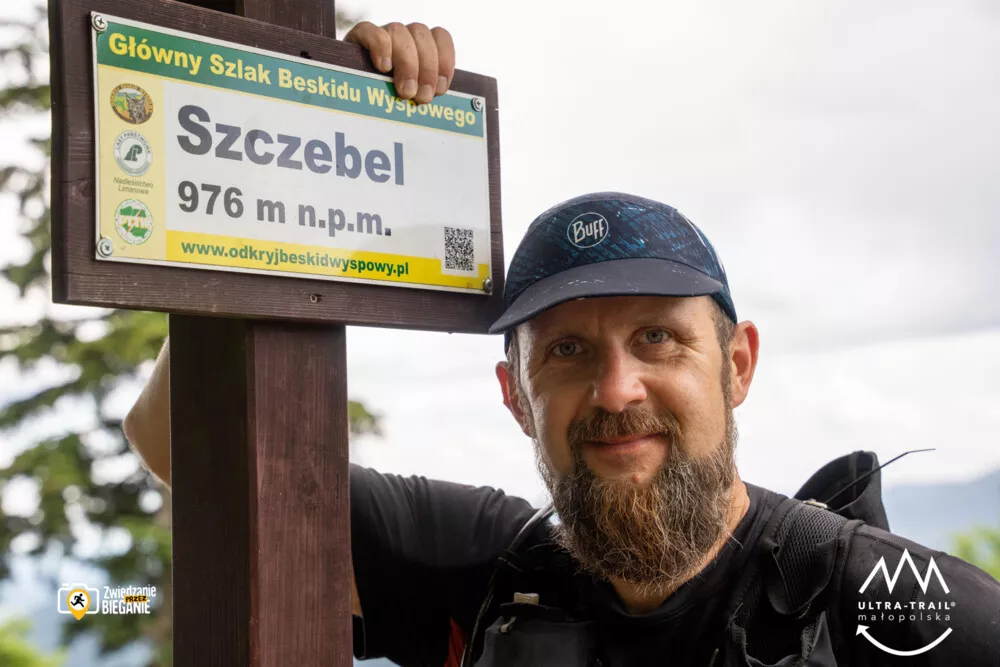 Główny Szlak Beskidu Wyspowego
Szczebel
976 m n.p.m.
Nadleśnictwo
Limanowa
www.odkryjbeskidwyspowy.pl
BUFF
Zwiedzanie
PRZEZ
BIEGANIE
ULTRA-TRAIL®
małopolska